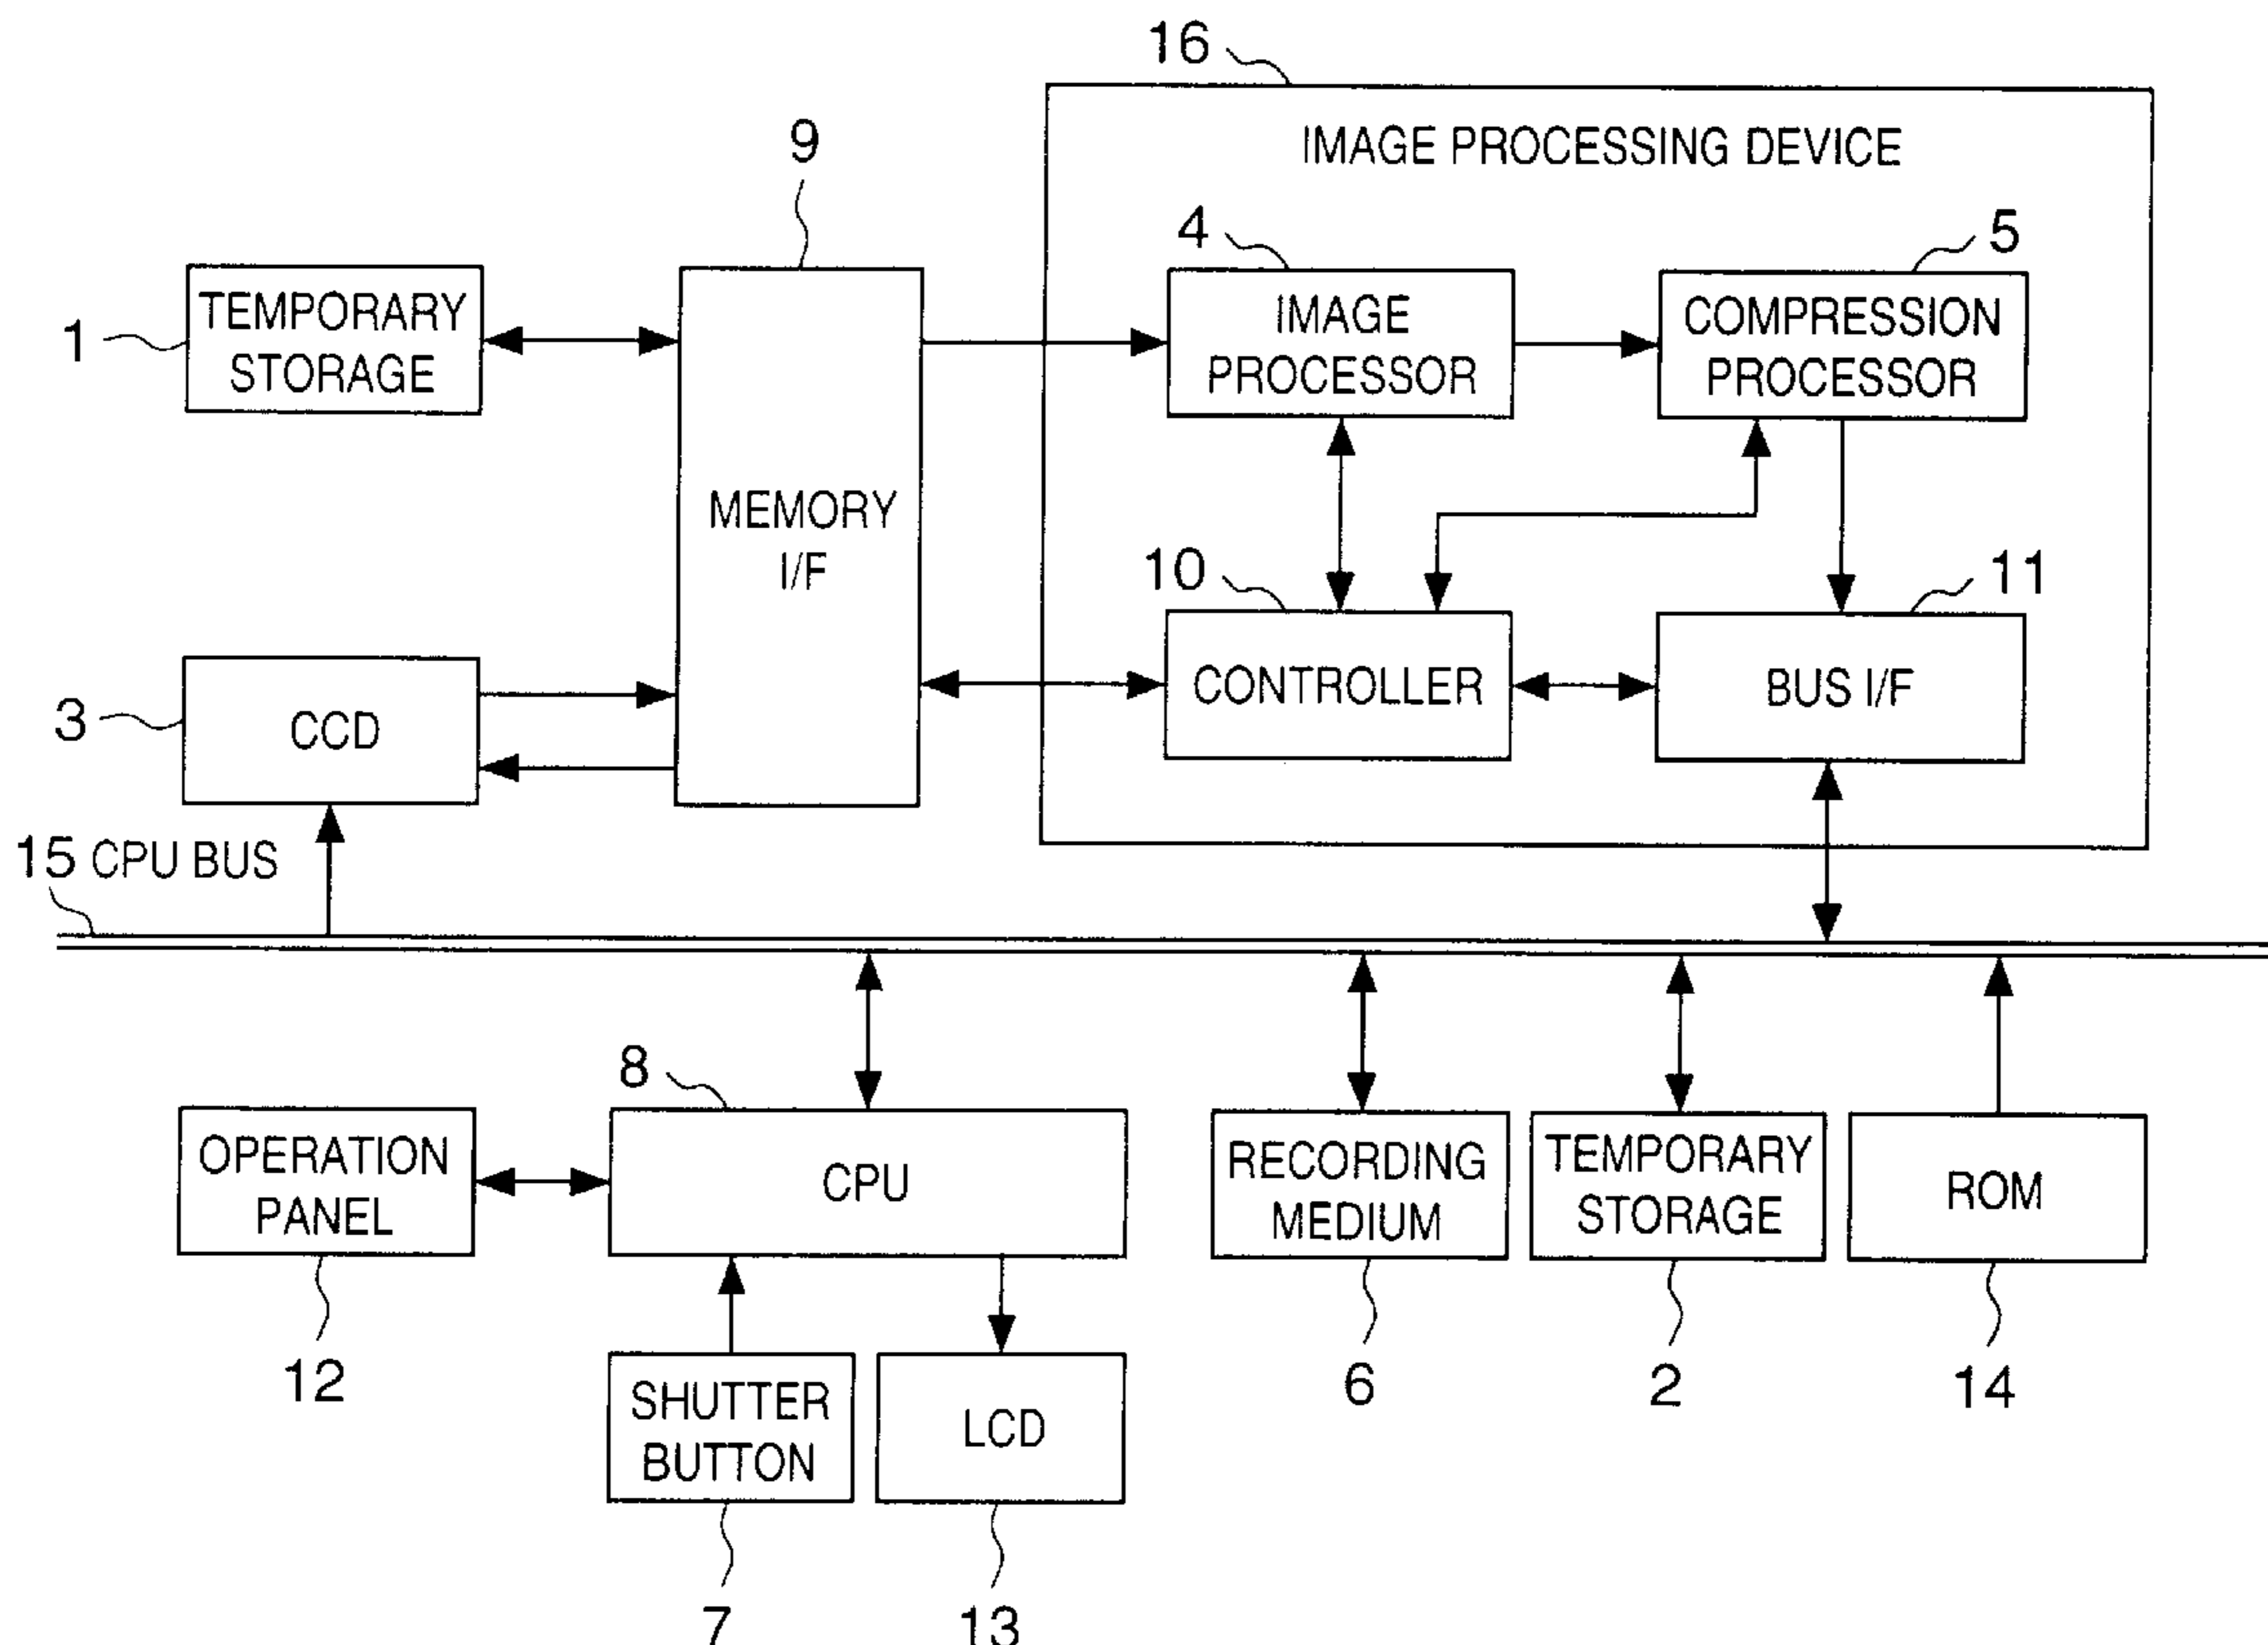 16
IMAGE PROCESSING DEVICE
9
4
5
1
TEMPORARY
STORAGE
IMAGE
PROCESSOR
COMPRESSION
PROCESSOR
MEMORY
I/F
10
11
3
CCD
CONTROLLER
BUS I/F
15 CPU BUS
8
OPERATION
PANEL
CPU
RECORDING
MEDIUM
TEMPORARY
STORAGE
ROM
12
SHUTTER
BUTTON
LCD
6
2
14
7
13